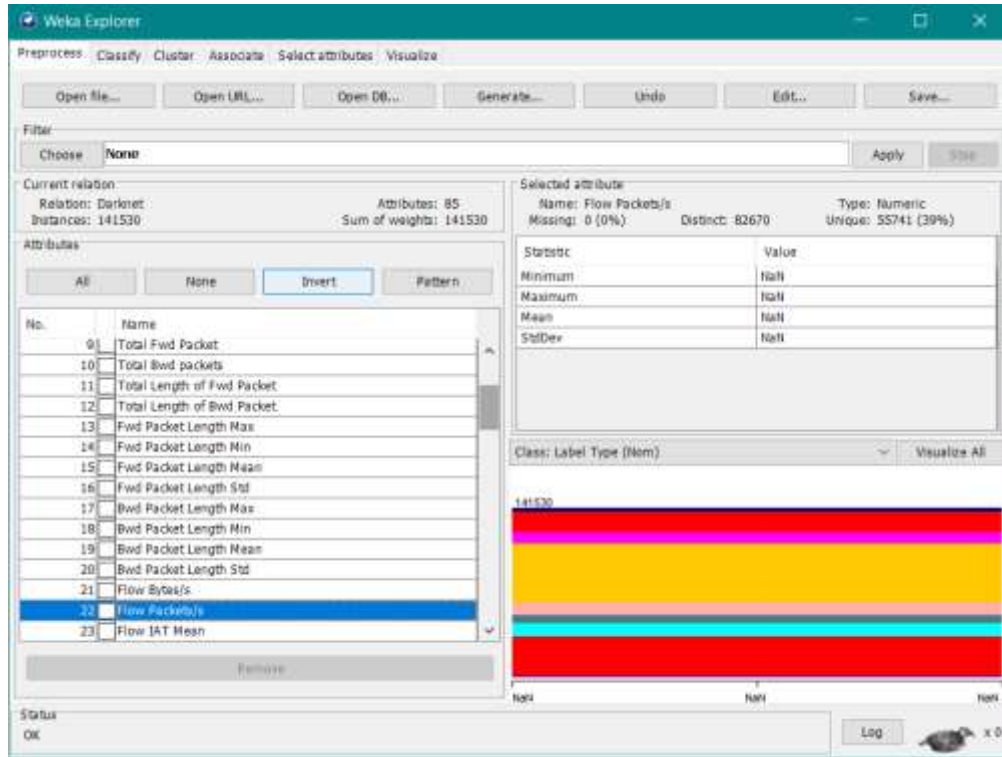 Weka Explorer
Preprocess Classify Cluster Associate Select attributes Visualize
Open file... Open URL... Open DB... Generate... Undo Edit... Save...
Filter
Choose None Apply Stop
Current relation
Relation: Darknet Attributes: 85
Instances: 141530 Sum of weights: 141530
Attributes
All None Invert Pattern
No. Name
9 Total Fwd Packet
10 Total Bwd packets
11 Total Length of Fwd Packet
12 Total Length of Bwd Packet
13 Fwd Packet Length Max
14 Fwd Packet Length Min
15 Fwd Packet Length Mean
16 Fwd Packet Length Std
17 Bwd Packet Length Max
18 Bwd Packet Length Min
19 Bwd Packet Length Mean
20 Bwd Packet Length Std
21 Flow Bytes/s
22 Flow Packets/s
23 Flow IAT Mean
Remove
Selected attribute
Name: Flow Packets/s Type: Numeric
Missing: 0 (0%) Distinct: 82670 Unique: 55741 (39%)
Statistic Value
Minimum NaN
Maximum NaN
Mean NaN
StdDev NaN
Class: Label Type (Nom) Visualize All
141530
NaN NaN NaN
Status
OK
Log x 0